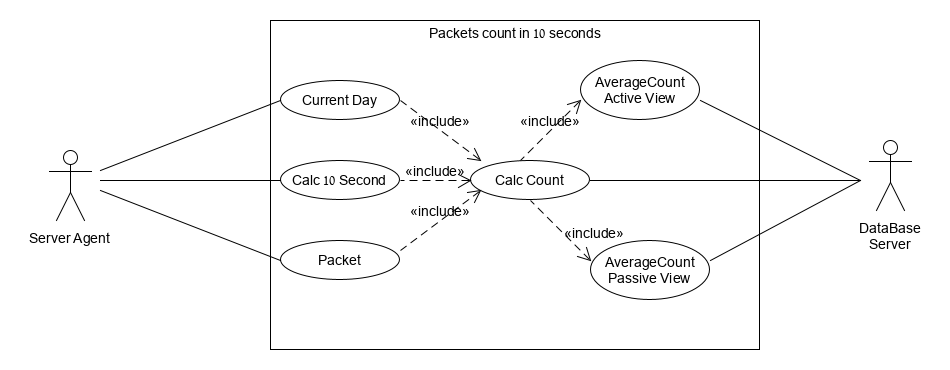 Packets count in 10 seconds
Current Day
«include»
AverageCount
Active View
«include»
Server Agent
Calc 10 Second
«include»
Calc Count
DataBase
Server
«include»
Packet
«include»
AverageCount
Passive View